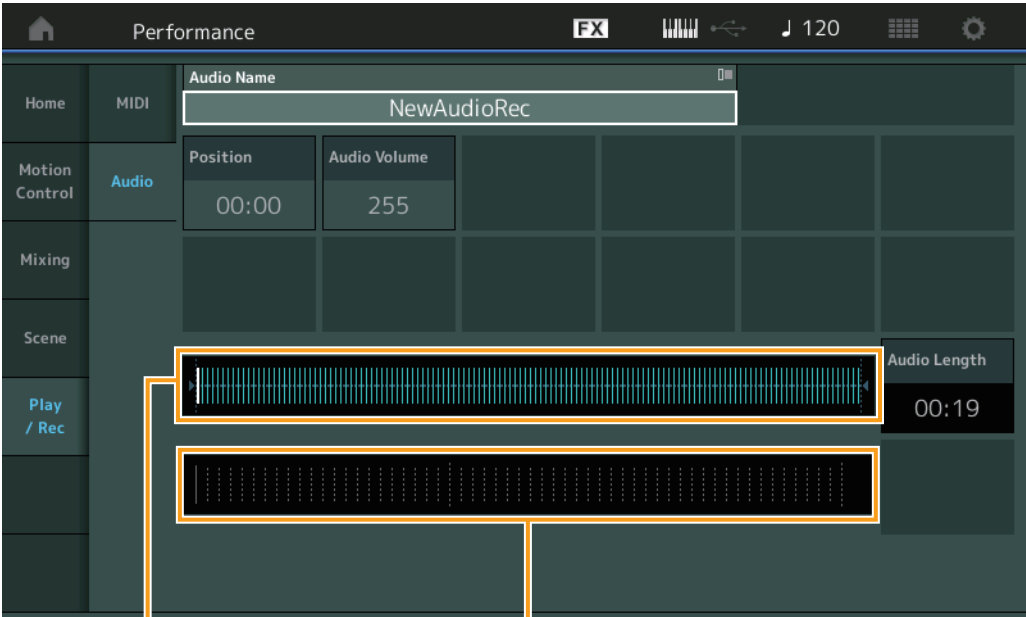 Performance
FX
♩ 120
Home
MIDI
Audio Name
NewAudioRec
Motion
Control
Audio
Position
00:00
Audio Volume
255
Mixing
Scene
Play
/ Rec
Audio Length
00:19